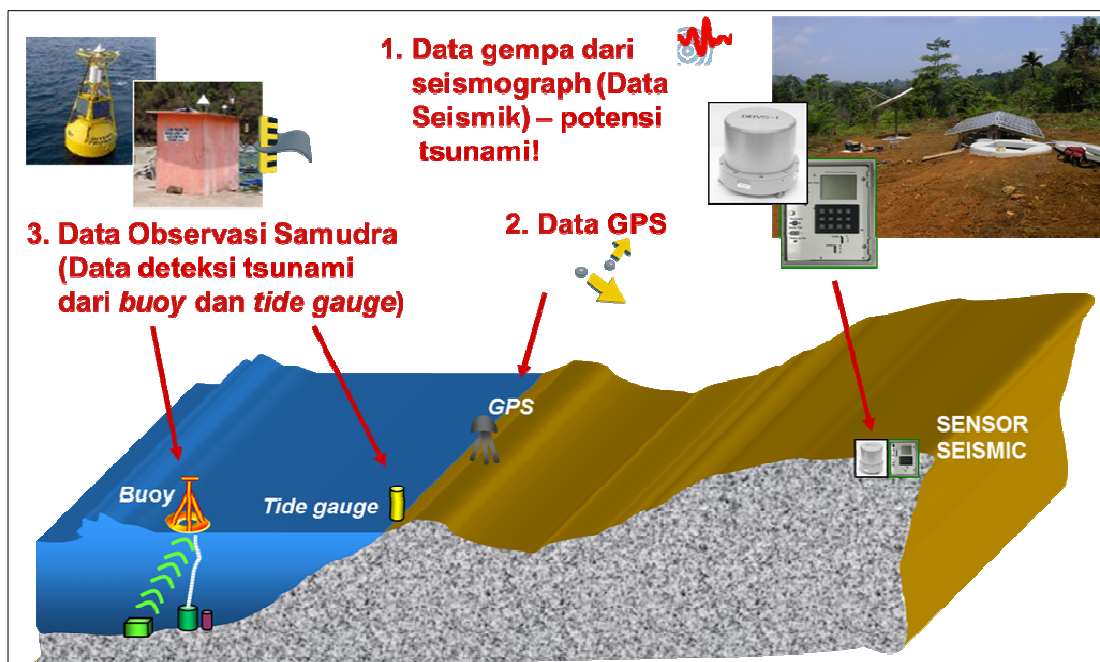 1. Data gempa dari
seismograph (Data
Seismik) – potensi
tsunami!
2. Data GPS
3. Data Observasi Samudra
(Data deteksi tsunami
dari buoy dan tide gauge)
GPS
SENSOR
SEISMIC
Buoy
Tide gauge